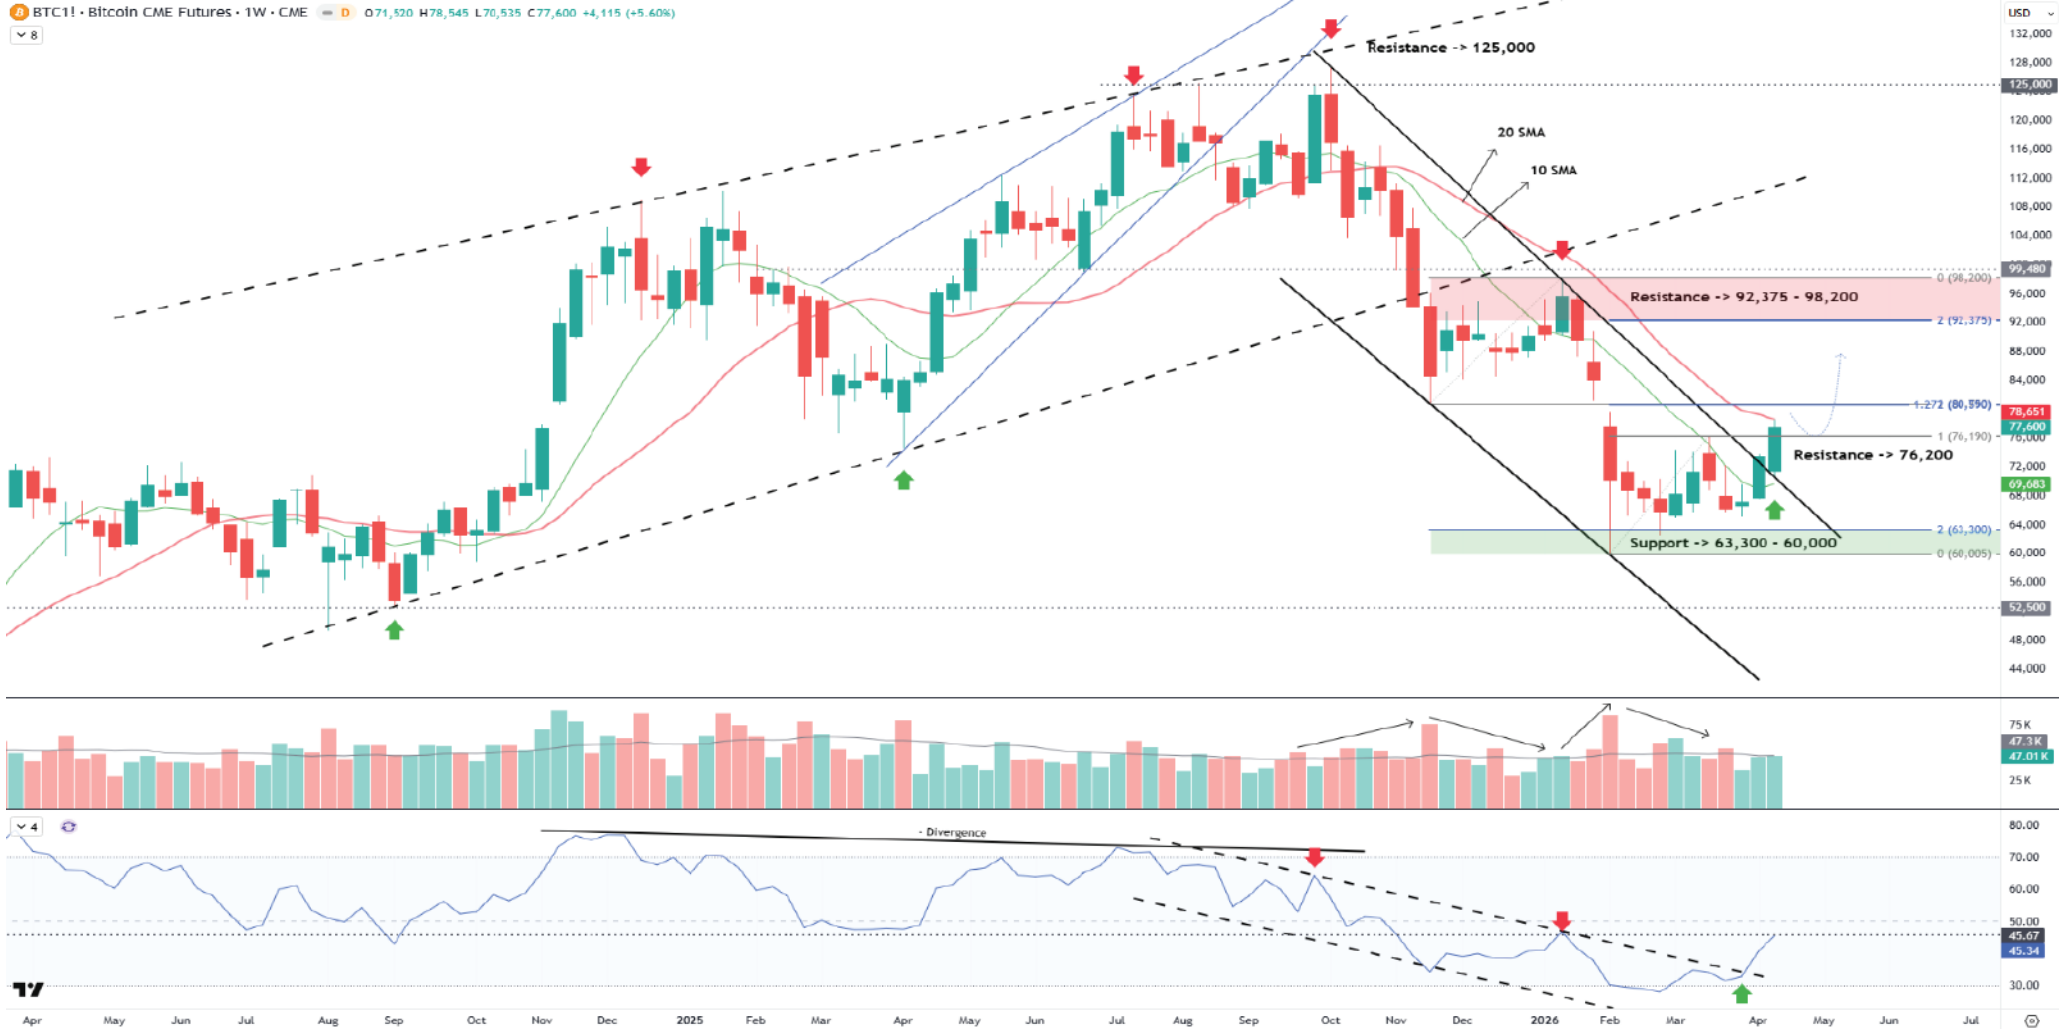 BTC1! · Bitcoin CME Futures · 1W · CME D O71,520 H78,545 L70,535 C77,600 +4,115 (+5.60%)
USD
8
132,000
Resistance -> 125,000
128,000
125,000
120,000
20 SMA
116,000
10 SMA
112,000
108,000
104,000
99,480
0 (98,200)
Resistance -> 92,375 - 98,200
96,000
2 (92,375)
92,000
88,000
84,000
1.272 (80,590)
78,651
77,600
76,000
1 (76,190)
Resistance -> 76,200
72,000
69,683
68,000
64,000
2 (63,300)
Support -> 63,300 - 60,000
60,000
0 (60,005)
56,000
52,500
48,000
44,000
75K
47.3K
47.01K
25K
4
80.00
- Divergence
70.00
60.00
50.00
45.67
45.34
30.00
Apr May Jun Jul Aug Sep Oct Nov Dec 2025 Feb Mar Apr May Jun Jul Aug Sep Oct Nov Dec 2026 Feb Mar Apr May Jun Jul